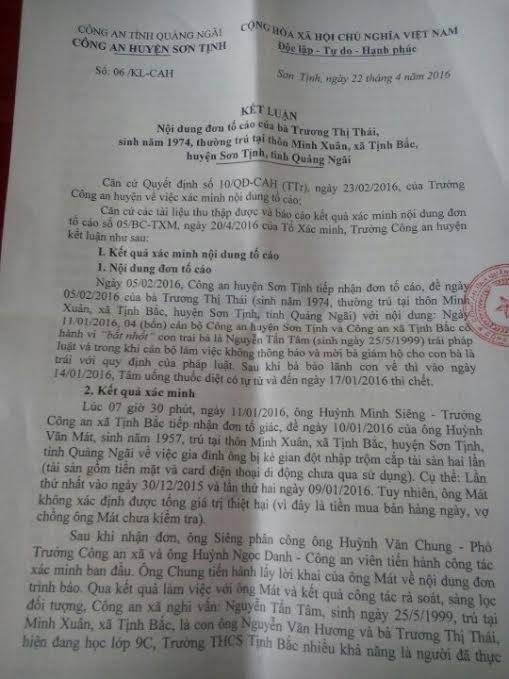 CÔNG AN TỈNH QUẢNG NGÃI
CÔNG AN HUYỆN SƠN TỊNH
Số: 06 /KL-CAH
CỘNG HÒA XÃ HỘI CHỦ NGHĨA VIỆT NAM
Độc lập - Tự do - Hạnh phúc
Sơn Tịnh, ngày 22 tháng 4 năm 2016
KẾT LUẬN
Nội dung đơn tố cáo của bà Trương Thị Thái,
sinh năm 1974, thường trú tại thôn Minh Xuân, xã Tịnh Bắc,
huyện Sơn Tịnh, tỉnh Quảng Ngãi
Căn cứ Quyết định số 10/QĐ-CAH (TTr), ngày 23/02/2016, của Trưởng
Công an huyện về việc xác minh nội dung tố cáo;
Căn cứ các tài liệu thu thập được và báo cáo kết quả xác minh nội dung đơn
tố cáo số 05/BC-TXM, ngày 20/4/2016 của Tổ Xác minh, Trưởng Công an huyện
kết luận như sau:
I. Kết quả xác minh nội dung tố cáo
1. Nội dung đơn tố cáo
Ngày 05/02/2016, Công an huyện Sơn Tịnh tiếp nhận đơn tố cáo, đề ngày
05/02/2016 của bà Trương Thị Thái (sinh năm 1974, thường trú tại thôn Minh
Xuân, xã Tịnh Bắc, huyện Sơn Tịnh, tỉnh Quảng Ngãi) với nội dung: Ngày
11/01/2016, 04 (bốn) cán bộ Công an huyện Sơn Tịnh và Công an xã Tịnh Bắc có
hành vi "bắt nhốt" con trai bà là Nguyễn Tấn Tâm (sinh ngày 25/5/1999) trái pháp
luật và trong khi cán bộ làm việc không thông báo và mời bà giám hộ cho con bà là
trái với quy định của pháp luật. Sau khi bà bảo lãnh con về thì vào ngày
14/01/2016, Tâm uống thuốc diệt cỏ tự tử và đến ngày 17/01/2016 thì chết.
2. Kết quả xác minh
Lúc 07 giờ 30 phút, ngày 11/01/2016, ông Huỳnh Minh Siêng - Trưởng
Công an xã Tịnh Bắc tiếp nhận đơn tố giác, đề ngày 10/01/2016 của ông Huỳnh
Văn Mát, sinh năm 1957, trú tại thôn Minh Xuân, xã Tịnh Bắc, huyện Sơn Tịnh,
tỉnh Quảng Ngãi về việc gia đình ông bị kẻ gian đột nhập trộm cắp tài sản hai lần
(tài sản gồm tiền mặt và card điện thoại di động chưa qua sử dụng). Cụ thể: Lần
thứ nhất vào ngày 30/12/2015 và lần thứ hai ngày 09/01/2016. Tuy nhiên, ông Mát
không xác định được tổng giá trị thiệt hại (vì đây là tiền mua bán hàng ngày, vợ
chồng ông Mát chưa kiểm tra).
Sau khi nhận đơn, ông Siêng phân công ông Huỳnh Văn Chung - Phó
Trưởng Công an xã và ông Huỳnh Ngọc Danh - Công an viên tiến hành công tác
xác minh ban đầu. Ông Chung tiến hành lấy lời khai của ông Mát về nội dung đơn
trình báo. Qua kết quả làm việc với ông Mát và kết quả công tác rà soát, sàng lọc
đối tượng, Công an xã nghi vấn: Nguyễn Tấn Tâm, sinh ngày 25/5/1999, trú tại
Minh Xuân, xã Tịnh Bắc, là con ông Nguyễn Văn Hương và bà Trương Thị Thái,
hiện đang học lớp 9C, Trường THCS Tịnh Bắc nhiều khả năng là người đã thực